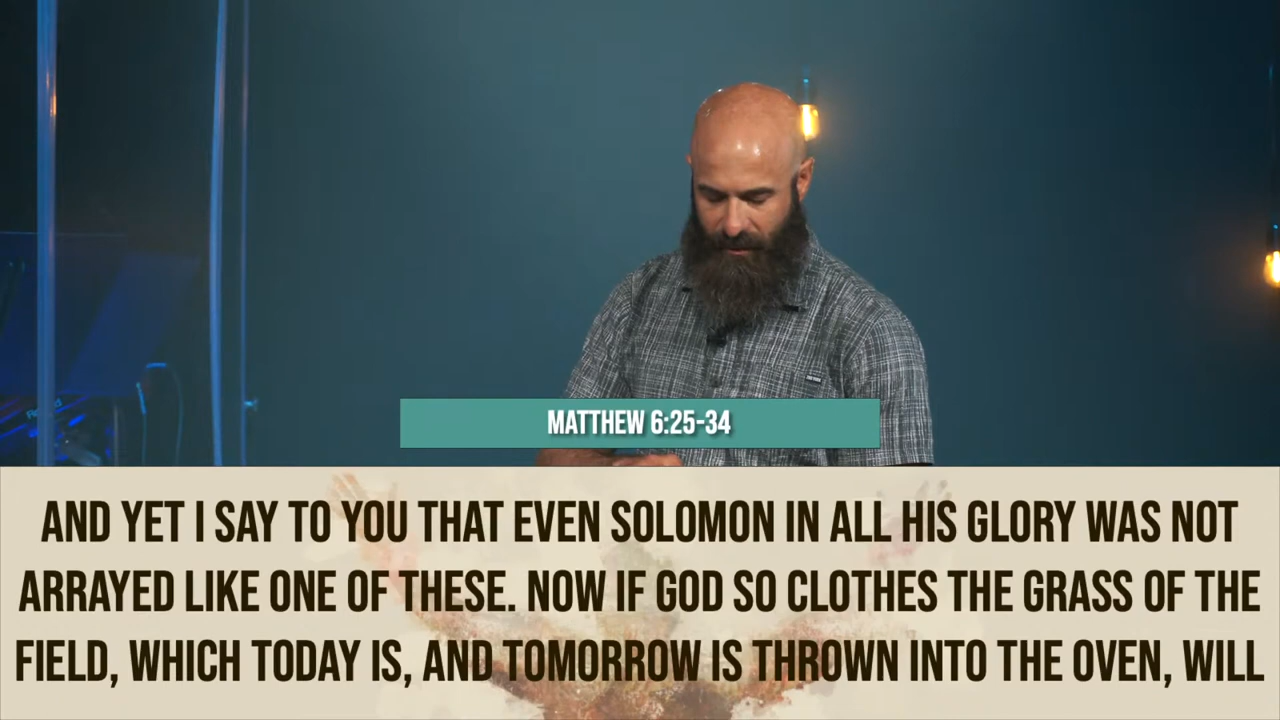 MATTHEW 6:25-34
AND YET I SAY TO YOU THAT EVEN SOLOMON IN ALL HIS GLORY WAS NOT
ARRAYED LIKE ONE OF THESE. NOW IF GOD SO CLOTHES THE GRASS OF THE
FIELD, WHICH TODAY IS, AND TOMORROW IS THROWN INTO THE OVEN, WILL